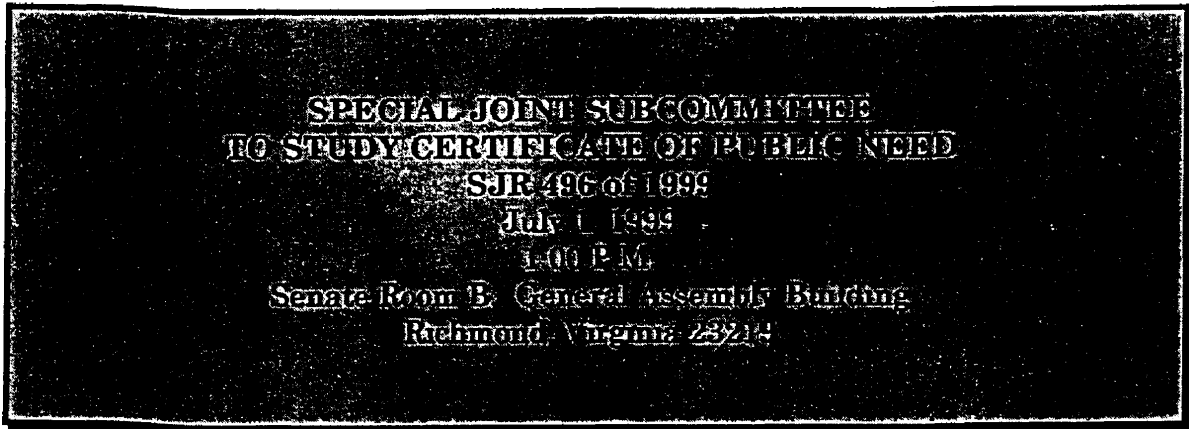 SPECIAL JOINT SUBCOMMITTEE
TO STUDY CERTIFICATE OF PUBLIC NEED
SJR 496 of 1999
July 1, 1999
1:00 P.M.
Senate Room B General Assembly Building
Richmond, Virginia 23219